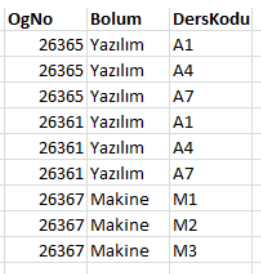 OgNo Bolum DersKodu
26365 Yazılım A1
26365 Yazılım A4
26365 Yazılım A7
26361 Yazılım A1
26361 Yazılım A4
26361 Yazılım A7
26367 Makine M1
26367 Makine M2
26367 Makine M3